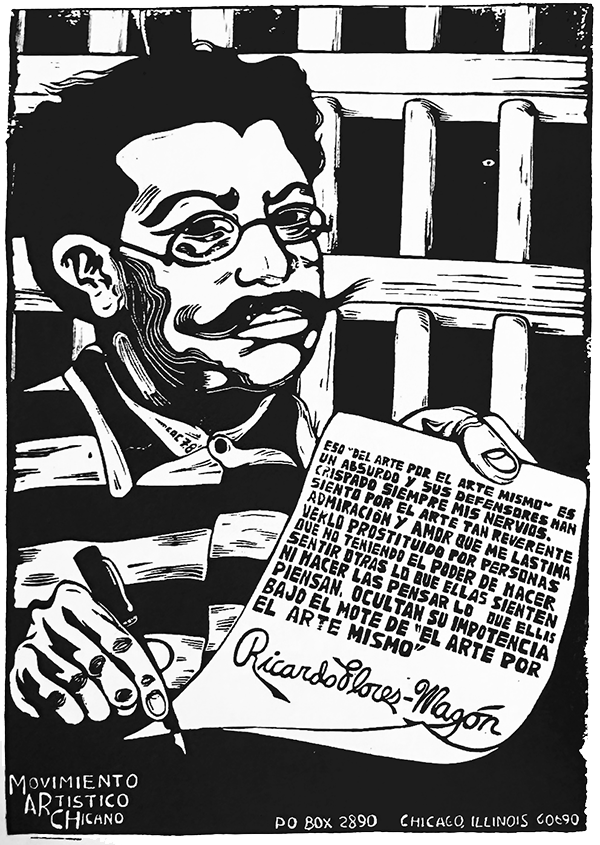 CAC 78
ESO "DEL ARTE POR EL ARTE MISMO" ES
UN ABSURDO Y SUS DEFENSORES HAN
CRISPADO SIEMPRE MIS NERVIOS.
SIENTO POR EL ARTE TAN REVERENTE
ADMIRACION Y AMOR QUE ME LASTIMA
VERLO PROSTITUIDO POR PERSONAS
QUE NO TENIENDO EL PODER DE HACER
SENTIR OTRAS LO QUE ELLAS SIENTEN
NI HACER LAS PENSAR LO QUE ELLAS
PIENSAN, OCULTAN SU IMPOTENCIA
BAJO EL MOTE DE "EL ARTE POR
EL ARTE MISMO"
Ricardo Flores-Magón
MOVIMIENTO
ARTISTICO
CHICANO
PO BOX 2890 CHICAGO, ILLINOIS 60690